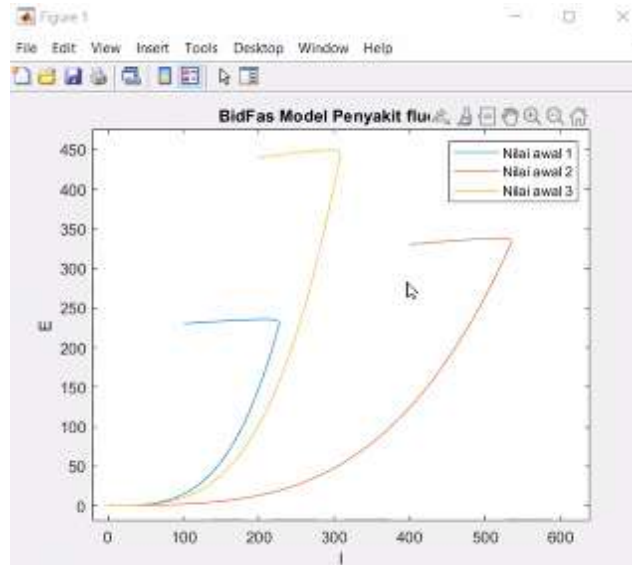 Figure 1
File Edit View Insert Tools Desktop Window Help
BidFas Model Penyakit flu
450
400
350
300
250
200
150
100
50
0
E
Nilai awal 1
Nilai awal 2
Nilai awal 3
0 100 200 300 400 500 600
I